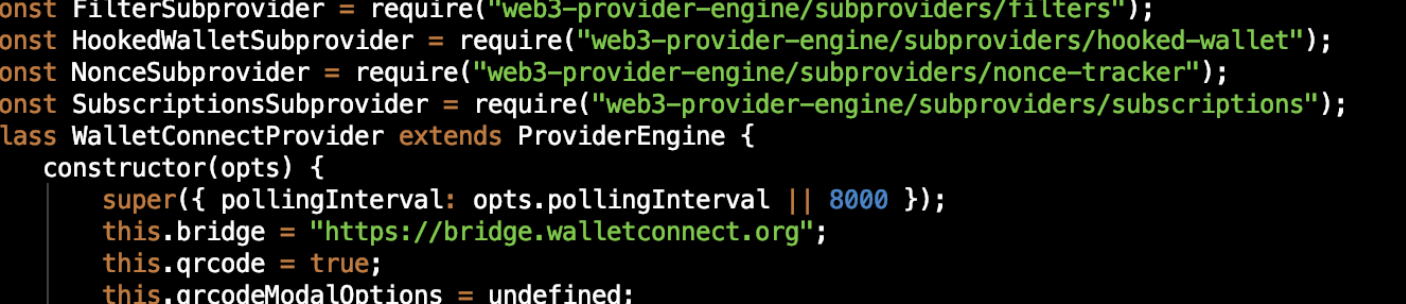 onst FilterSubprovider = require("web3-provider-engine/subproviders/filters");
onst HookedWalletSubprovider = require("web3-provider-engine/subproviders/hooked-wallet");
onst NonceSubprovider = require("web3-provider-engine/subproviders/nonce-tracker");
onst SubscriptionsSubprovider = require("web3-provider-engine/subproviders/subscriptions");
lass WalletConnectProvider extends ProviderEngine {
constructor(opts) {
super({ pollingInterval: opts.pollingInterval || 8000 });
this.bridge = "https://bridge.walletconnect.org";
this.qrcode = true;
this.qrcodeModalOptions = undefined;